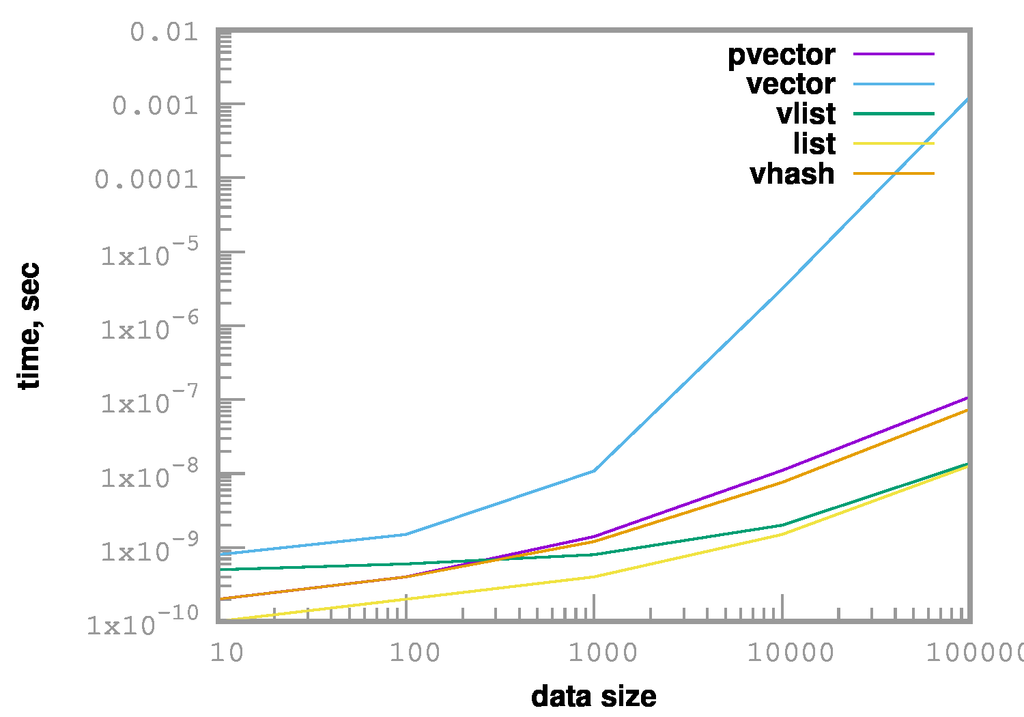 0.01
0.001
0.0001
1x10⁻⁵
1x10⁻⁶
1x10⁻⁷
1x10⁻⁸
1x10⁻⁹
1x10⁻¹⁰
time, sec
pvector
vector
vlist
list
vhash
10 100 1000 10000 100000
data size